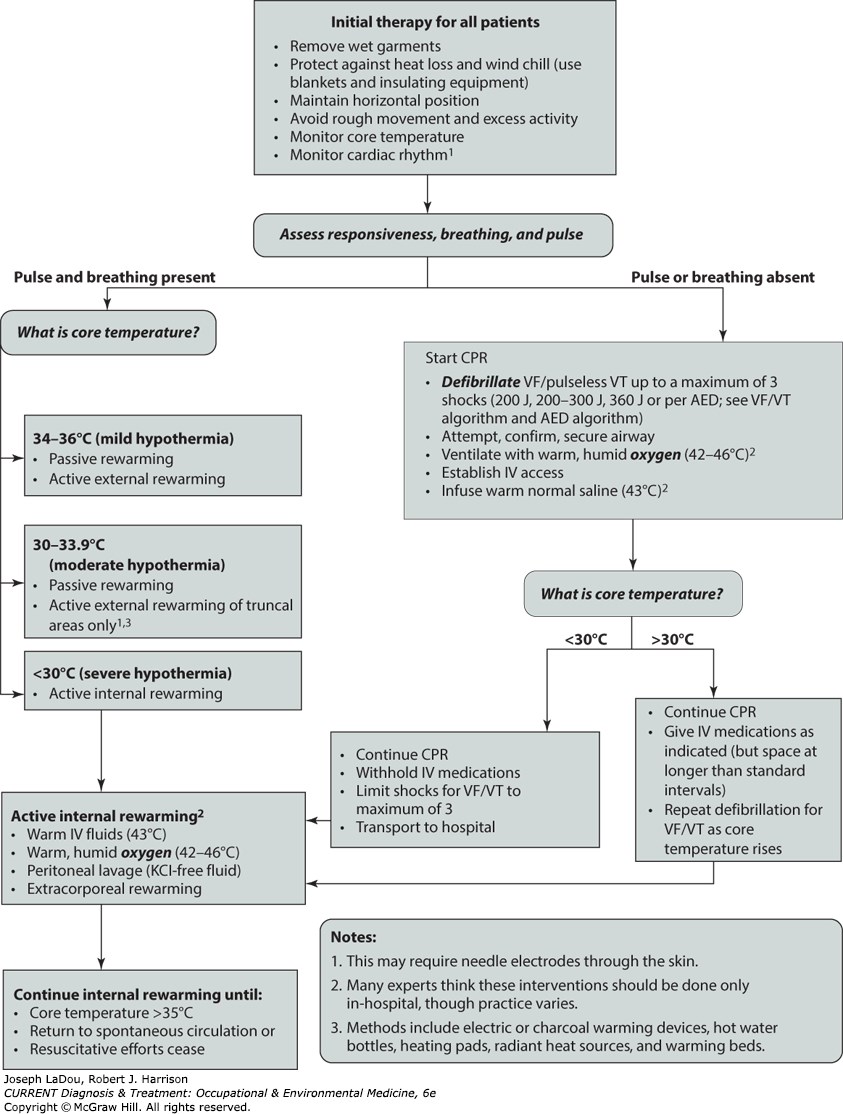 Initial therapy for all patients
• Remove wet garments
• Protect against heat loss and wind chill (use
blankets and insulating equipment)
• Maintain horizontal position
• Avoid rough movement and excess activity
• Monitor core temperature
• Monitor cardiac rhythm1
Assess responsiveness, breathing, and pulse
Pulse and breathing present
Pulse or breathing absent
What is core temperature?
34–36°C (mild hypothermia)
• Passive rewarming
• Active external rewarming
30–33.9°C
(moderate hypothermia)
• Passive rewarming
• Active external rewarming of truncal
areas only1,3
<30°C (severe hypothermia)
• Active internal rewarming
Start CPR
• Defibrillate VF/pulseless VT up to a maximum of 3
shocks (200 J, 200–300 J, 360 J or per AED; see VF/VT
algorithm and AED algorithm)
• Attempt, confirm, secure airway
• Ventilate with warm, humid oxygen (42–46°C)2
• Establish IV access
• Infuse warm normal saline (43°C)2
What is core temperature?
<30°C
>30°C
• Continue CPR
• Withhold IV medications
• Limit shocks for VF/VT to
maximum of 3
• Transport to hospital
• Continue CPR
• Give IV medications as
indicated (but space at
longer than standard
intervals)
• Repeat defibrillation for
VF/VT as core
temperature rises
Active internal rewarming2
• Warm IV fluids (43°C)
• Warm, humid oxygen (42–46°C)
• Peritoneal lavage (KCl-free fluid)
• Extracorporeal rewarming
Continue internal rewarming until:
• Core temperature >35°C
• Return to spontaneous circulation or
• Resuscitative efforts cease
Notes:
1. This may require needle electrodes through the skin.
2. Many experts think these interventions should be done only
in-hospital, though practice varies.
3. Methods include electric or charcoal warming devices, hot water
bottles, heating pads, radiant heat sources, and warming beds.
Joseph LaDou, Robert J. Harrison
CURRENT Diagnosis & Treatment: Occupational & Environmental Medicine, 6e
Copyright © McGraw Hill. All rights reserved.